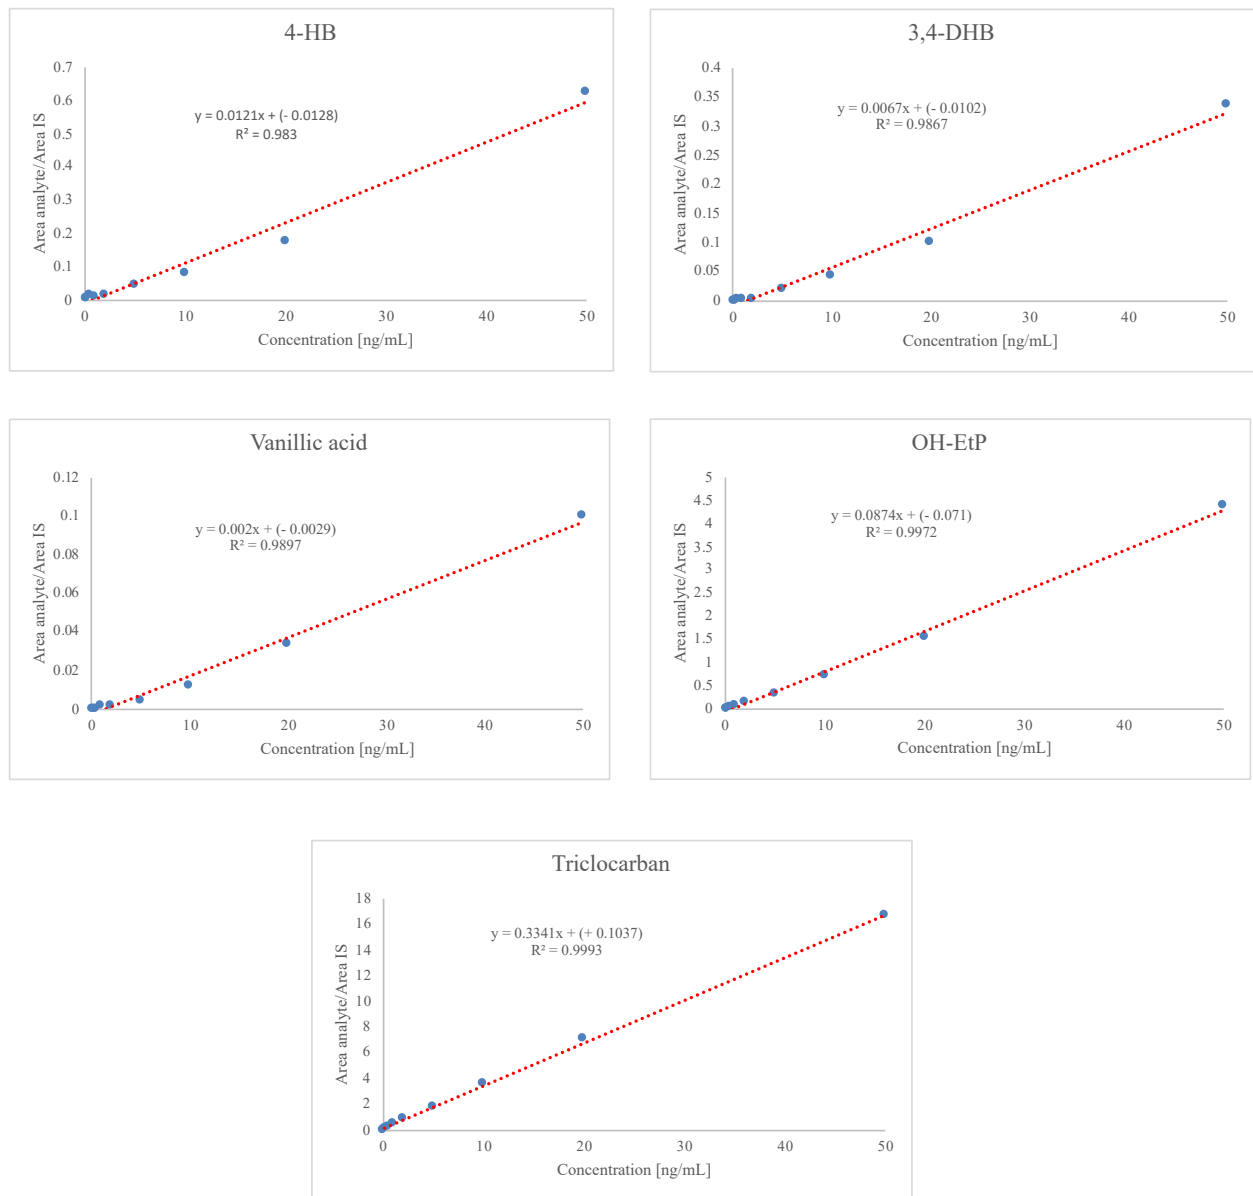 4-HB
0.7
0.6
0.5
0.4
0.3
0.2
0.1
0
Area analyte/Area IS
y = 0.0121x + (- 0.0128)
R² = 0.983
0
10
20
40
50
Concentration [ng/mL]
3,4-DHB
0.4
0.35
0.3
0.25
0.2
0.15
0.1
0.05
0
Area analyte/Area IS
y = 0.0067x + (- 0.0102)
R² = 0.9867
0
10
20
30
40
50
Concentration [ng/mL]
Vanillic acid
0.12
0.1
0.08
0.06
0.04
0.02
0
Area analyte/Area IS
y = 0.002x + (- 0.0029)
R² = 0.9897
0
10
20
30
40
50
Concentration [ng/mL]
OH-EtP
5
4.5
4
3.5
3
2.5
2
1.5
1
0.5
0
Area analyte/Area IS
y = 0.0874x + (- 0.071)
R² = 0.9972
0
10
20
30
40
50
Concentration [ng/mL]
Triclocarban
18
16
14
12
10
8
6
4
2
0
Area analyte/Area IS
y = 0.3341x + (+ 0.1037)
R² = 0.9993
0
10
20
30
40
50
Concentration [ng/mL]